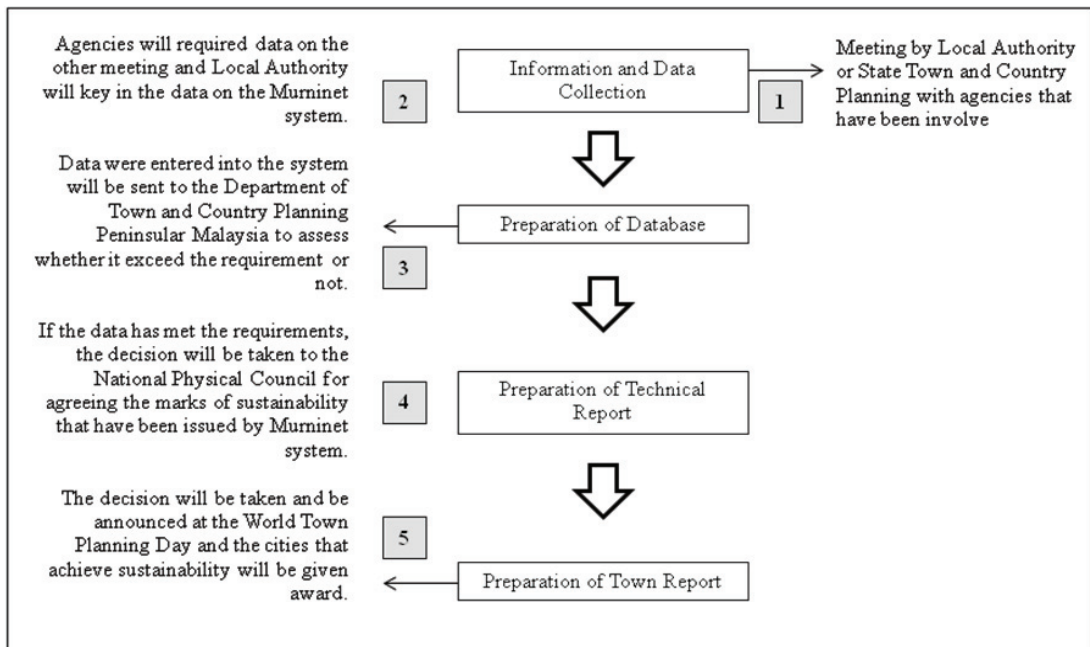 Agencies will required data on the
other meeting and Local Authority
will key in the data on the Murninet
system.
2
Information and Data
Collection
1
Meeting by Local Authority
or State Town and Country
Planning with agencies that
have been involve
Data were entered into the system
will be sent to the Department of
Town and Country Planning
Peninsular Malaysia to assess
whether it exceed the requirement or
not.
3
Preparation of Database
If the data has met the requirements,
the decision will be taken to the
National Physical Council for
agreeing the marks of sustainability
that have been issued by Murninet
system.
4
Preparation of Technical
Report
The decision will be taken and be
announced at the World Town
Planning Day and the cities that
achieve sustainability will be given
award.
5
Preparation of Town Report